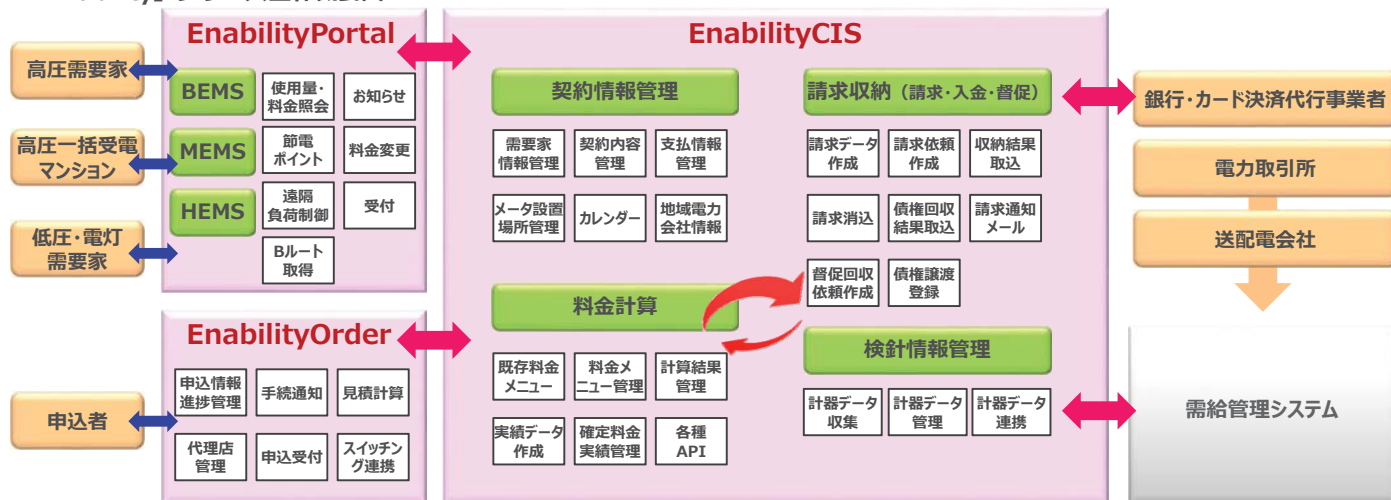 EnabilityPortal
EnabilityCIS
高圧需要家
高圧一括受電
マンション
低圧・電灯
需要家
BEMS
MEMS
HEMS
使用量・
料金照会
お知らせ
節電
ポイント
料金変更
遠隔
負荷制御
受付
Bルート
取得
契約情報管理
需要家
情報管理
契約内容
管理
支払情報
管理
メータ設置
場所管理
カレンダー
地域電力
会社情報
請求収納（請求・入金・督促）
請求データ
作成
請求依頼
作成
収納結果
取込
請求消込
債権回収
結果取込
請求通知
メール
督促回収
依頼作成
債権譲渡
登録
銀行・カード決済代行事業者
電力取引所
送配電会社
EnabilityOrder
申込者
申込情報
進捗管理
手続通知
見積計算
代理店
管理
申込受付
スイッチン
グ連携
料金計算
既存料金
メニュー
料金メ
ニュー管理
計算結果
管理
実績データ
作成
確定料金
実績管理
各種
API
検針情報管理
計器データ
収集
計器データ
管理
計器データ
連携
需給管理システム